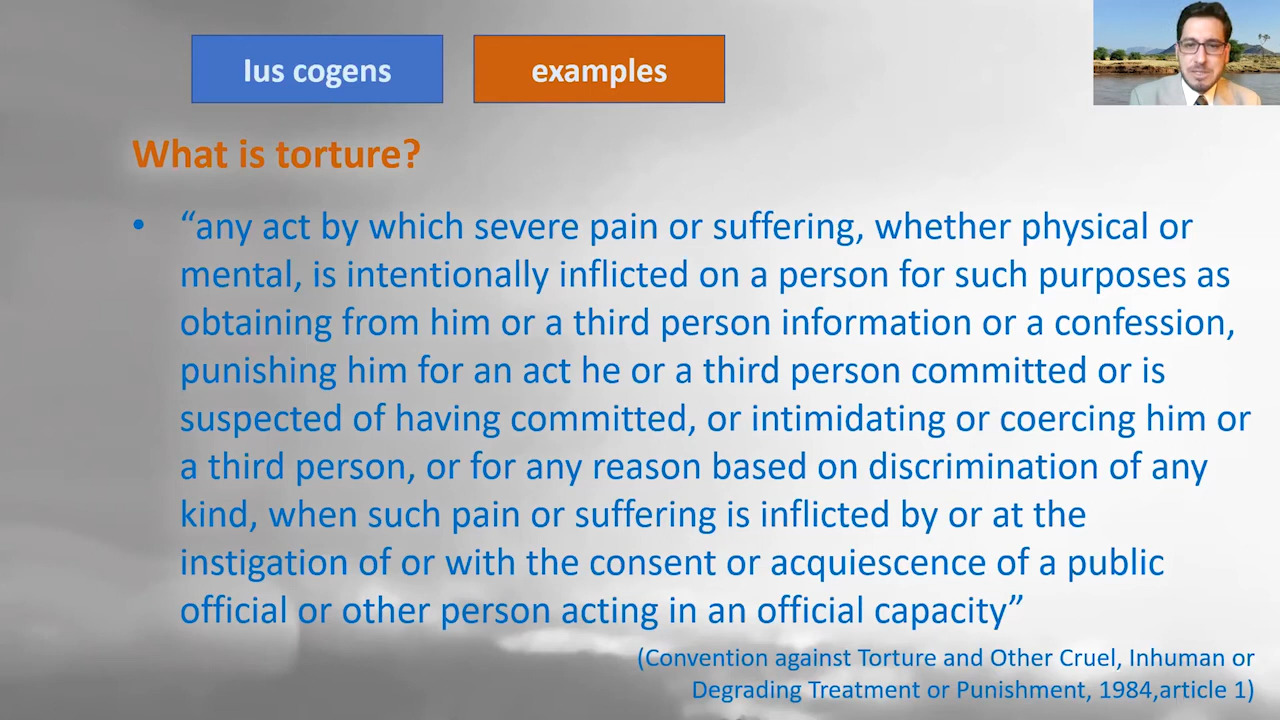 Ius cogens
examples
What is torture?
• “any act by which severe pain or suffering, whether physical or
mental, is intentionally inflicted on a person for such purposes as
obtaining from him or a third person information or a confession,
punishing him for an act he or a third person committed or is
suspected of having committed, or intimidating or coercing him or
a third person, or for any reason based on discrimination of any
kind, when such pain or suffering is inflicted by or at the
instigation of or with the consent or acquiescence of a public
official or other person acting in an official capacity”
(Convention against Torture and Other Cruel, Inhuman or
Degrading Treatment or Punishment, 1984,article 1)